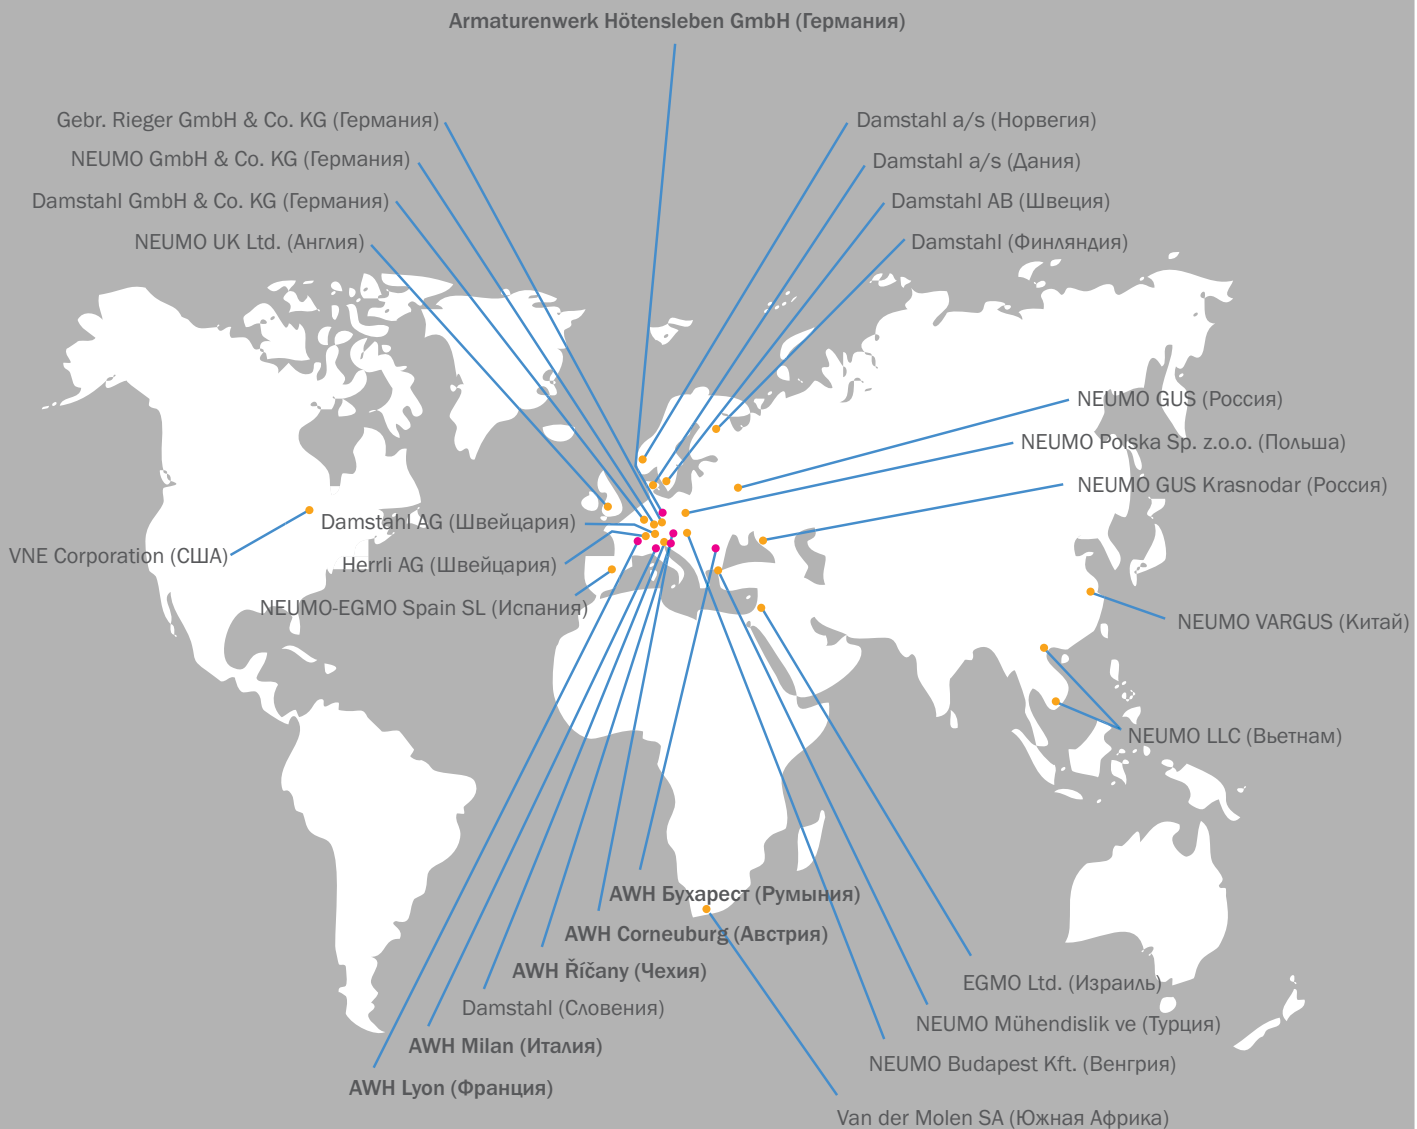 Armaturenwerk Hötensleben GmbH (Германия)
Gebr. Rieger GmbH & Co. KG (Германия)
NEUMO GmbH & Co. KG (Германия)
Damstahl GmbH & Co. KG (Германия)
NEUMO UK Ltd. (Англия)
Damstahl a/s (Норвегия)
Damstahl a/s (Дания)
Damstahl AB (Швеция)
Damstahl (Финляндия)
NEUMO GUS (Россия)
NEUMO Polska Sp. z.o.o. (Польша)
NEUMO GUS Krasnodar (Россия)
Damstahl AG (Швейцария)
VNE Corporation (США)
Herrli AG (Швейцария)
NEUMO-EGMO Spain SL (Испания)
NEUMO VARGUS (Китай)
NEUMO LLC (Вьетнам)
AWH Бухарест (Румыния)
AWH Corneuburg (Австрия)
AWH Říčany (Чехия)
Damstahl (Словения)
AWH Milan (Италия)
AWH Lyon (Франция)
EGMO Ltd. (Израиль)
NEUMO Mühendislik ve (Турция)
NEUMO Budapest Kft. (Венгрия)
Van der Molen SA (Южная Африка)